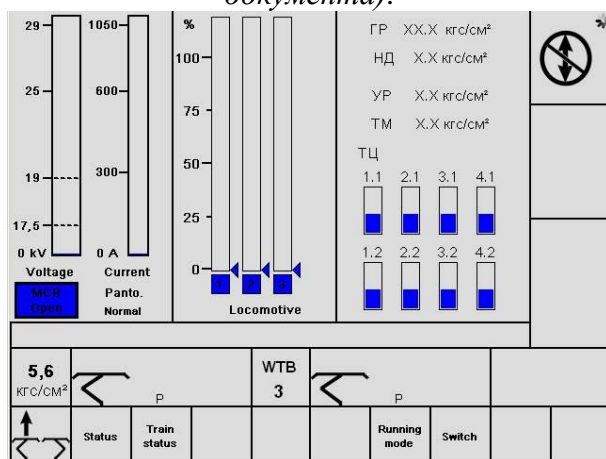 документа).
29
25
19
17,5
0 kV
Voltage
MCB
Open
1050
600
300
0 A
Current
Panto.
Normal
%
100
75
50
25
0
1 2 3
Locomotive
ГР XX.X кгс/см²
НД X.X кгс/см²
УР X.X кгс/см²
ТМ X.X кгс/см²
ТЦ
1.1 2.1 3.1 4.1
1.2 2.2 3.2 4.2
5,6
кгс/см²
P
WTB
3
P
Status
Train
status
Running
mode
Switch